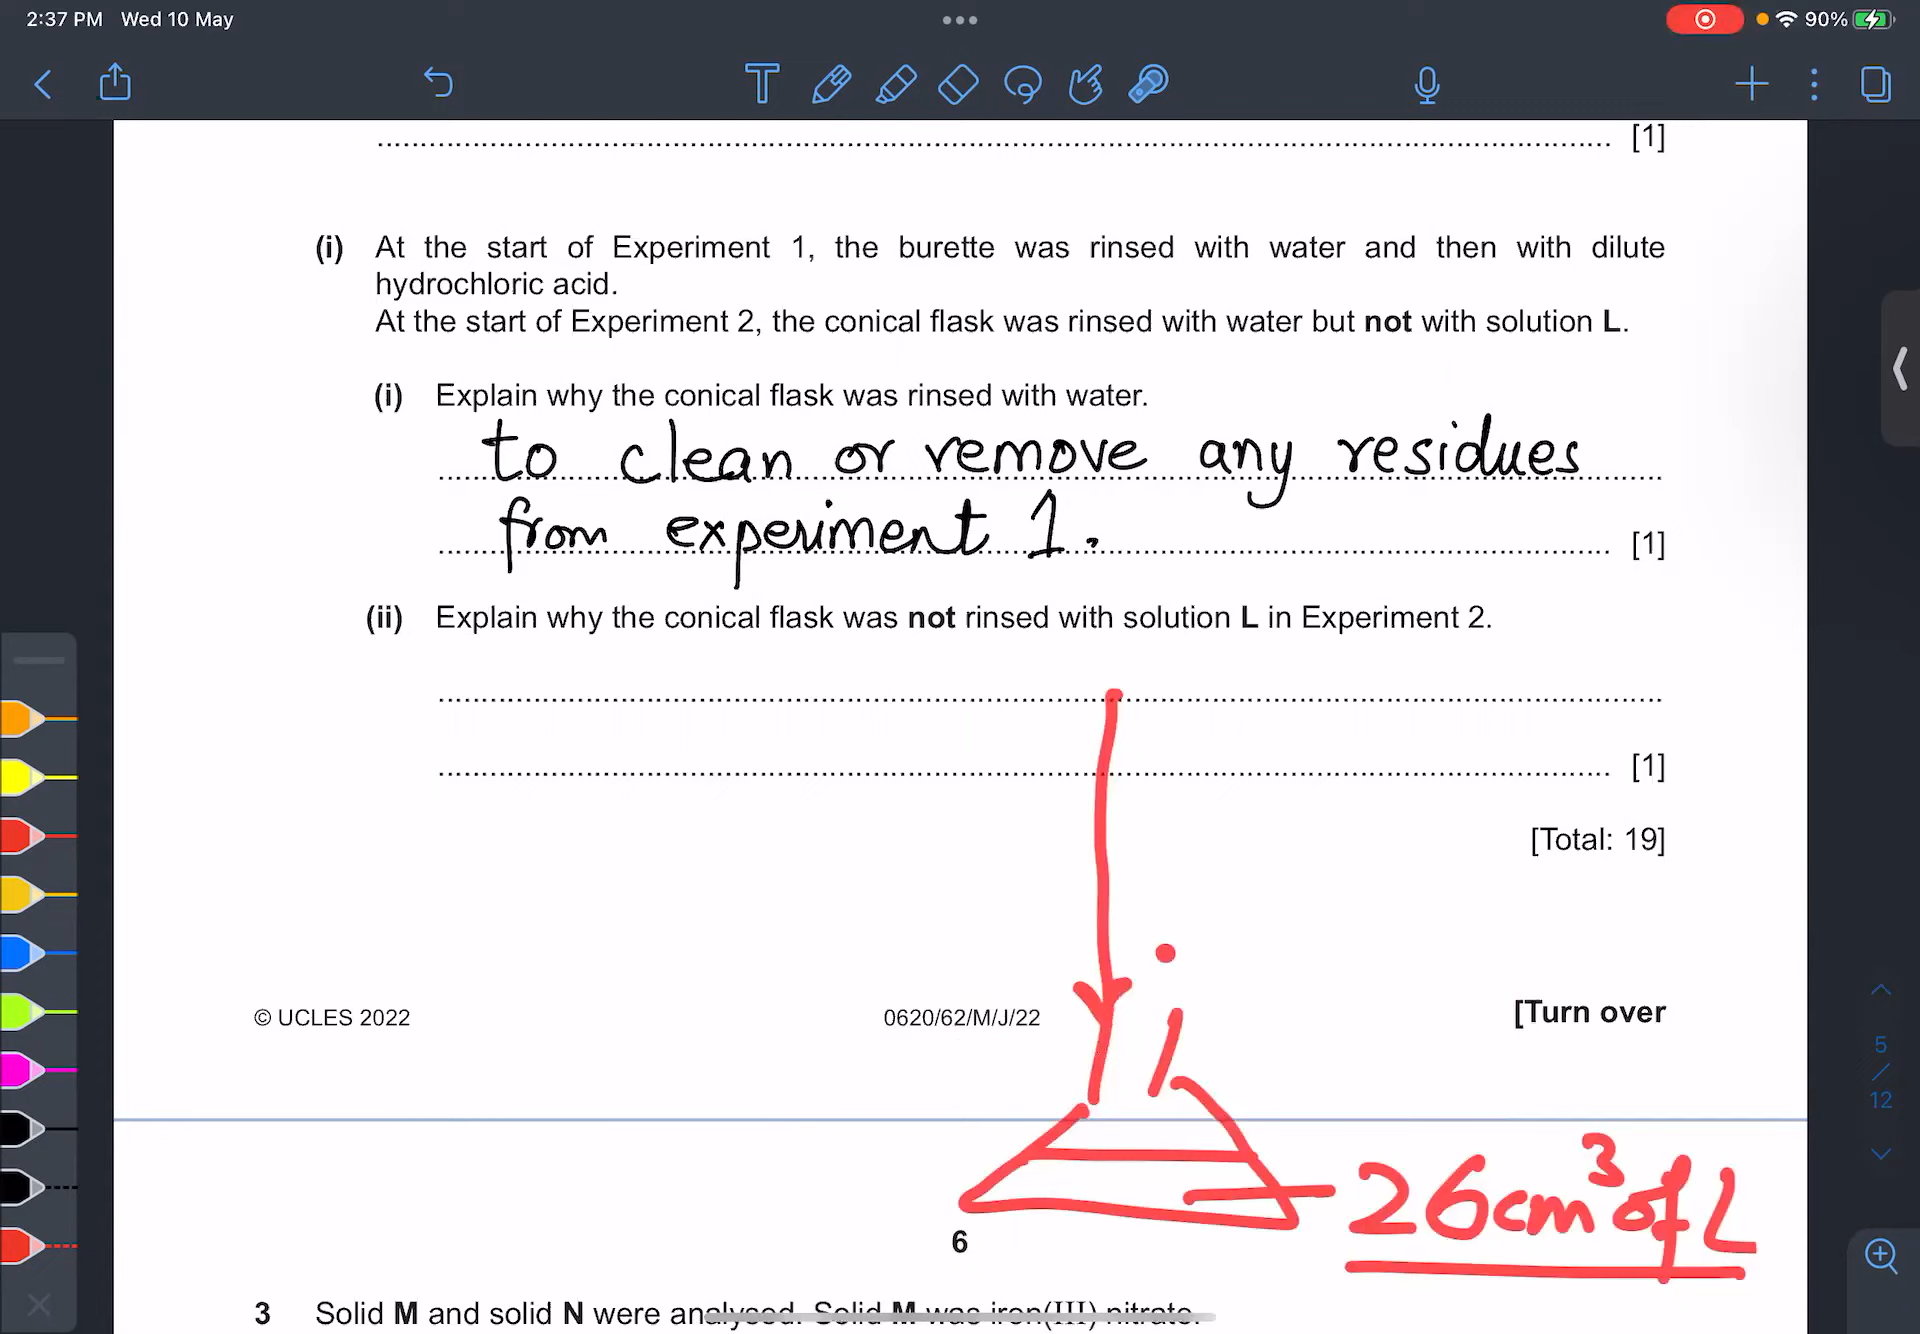 2:37 PM Wed 10 May
90%
[1]
(i) At the start of Experiment 1, the burette was rinsed with water and then with dilute
hydrochloric acid.
At the start of Experiment 2, the conical flask was rinsed with water but not with solution L.
(i) Explain why the conical flask was rinsed with water.
to clean or remove any residues
from experiment 1.
[1]
(ii) Explain why the conical flask was not rinsed with solution L in Experiment 2.
[1]
[Total: 19]
© UCLES 2022
0620/62/M/J/22
[Turn over
5
/
12
26cm³ of L
6
3 Solid M and solid N were analysed. Solid M was iron(III) nitrate.